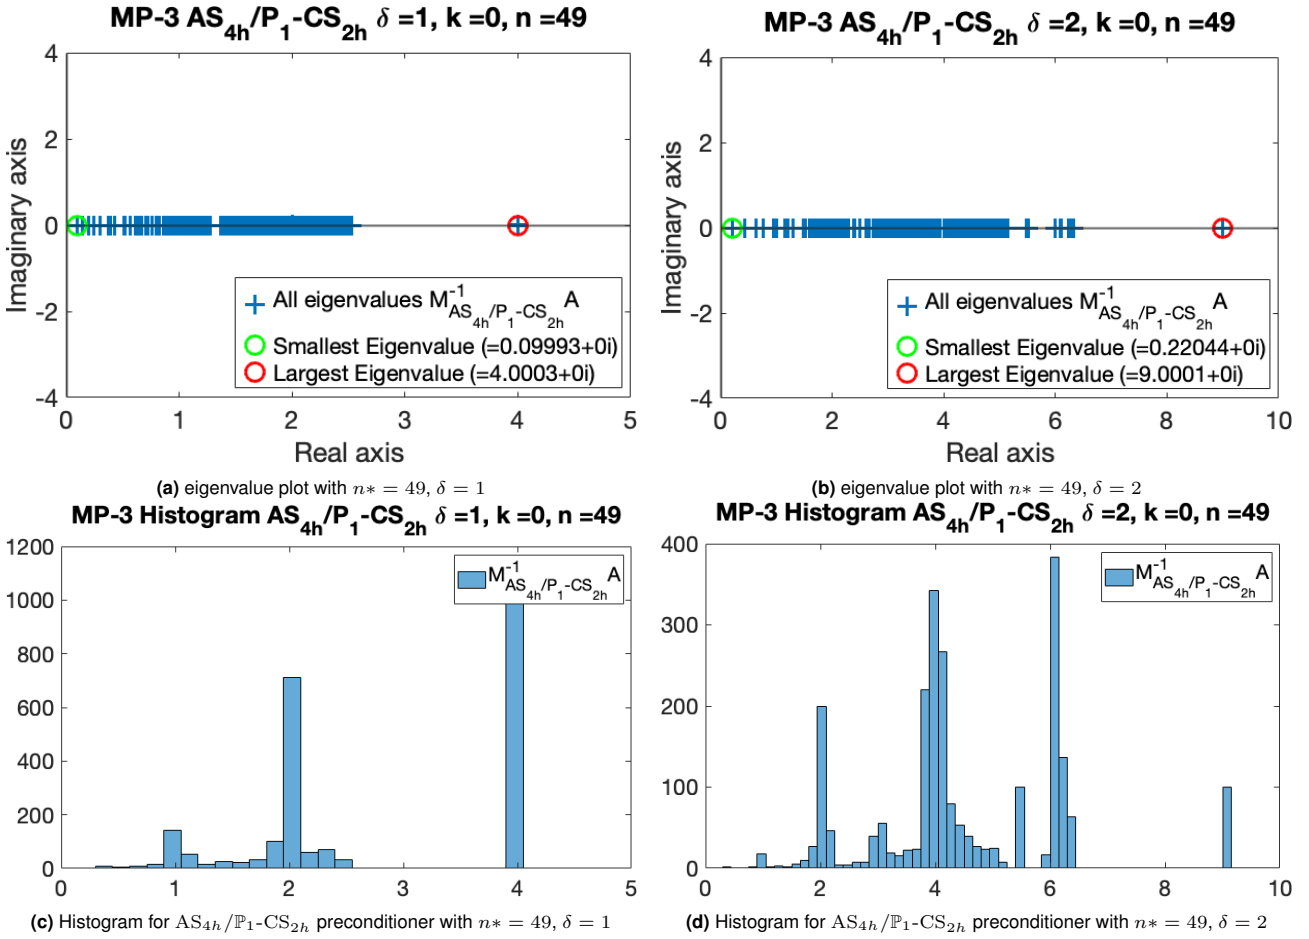 MP-3 AS4h/P1-CS2h δ =1, k =0, n =49
4
2
0
-2
-4
Imaginary axis
All eigenvalues M-1AS4h/P1-CS2h A
Smallest Eigenvalue (=0.09993+0i)
Largest Eigenvalue (=4.0003+0i)
0 1 2 3 4 5
Real axis
(a) eigenvalue plot with n∗ = 49, δ = 1
MP-3 AS4h/P1-CS2h δ =2, k =0, n =49
4
2
0
-2
-4
Imaginary axis
All eigenvalues M-1AS4h/P1-CS2h A
Smallest Eigenvalue (=0.22044+0i)
Largest Eigenvalue (=9.0001+0i)
0 2 4 6 8 10
Real axis
(b) eigenvalue plot with n∗ = 49, δ = 2
MP-3 Histogram AS4h/P1-CS2h δ =1, k =0, n =49
1200
1000
800
600
400
200
0
M-1AS4h/P1-CS2h A
0 1 2 3 4 5
(c) Histogram for AS4h/ℙ1-CS2h preconditioner with n∗ = 49, δ = 1
MP-3 Histogram AS4h/P1-CS2h δ =2, k =0, n =49
400
300
200
100
0
M-1AS4h/P1-CS2h A
0 2 4 6 8 10
(d) Histogram for AS4h/ℙ1-CS2h preconditioner with n∗ = 49, δ = 2